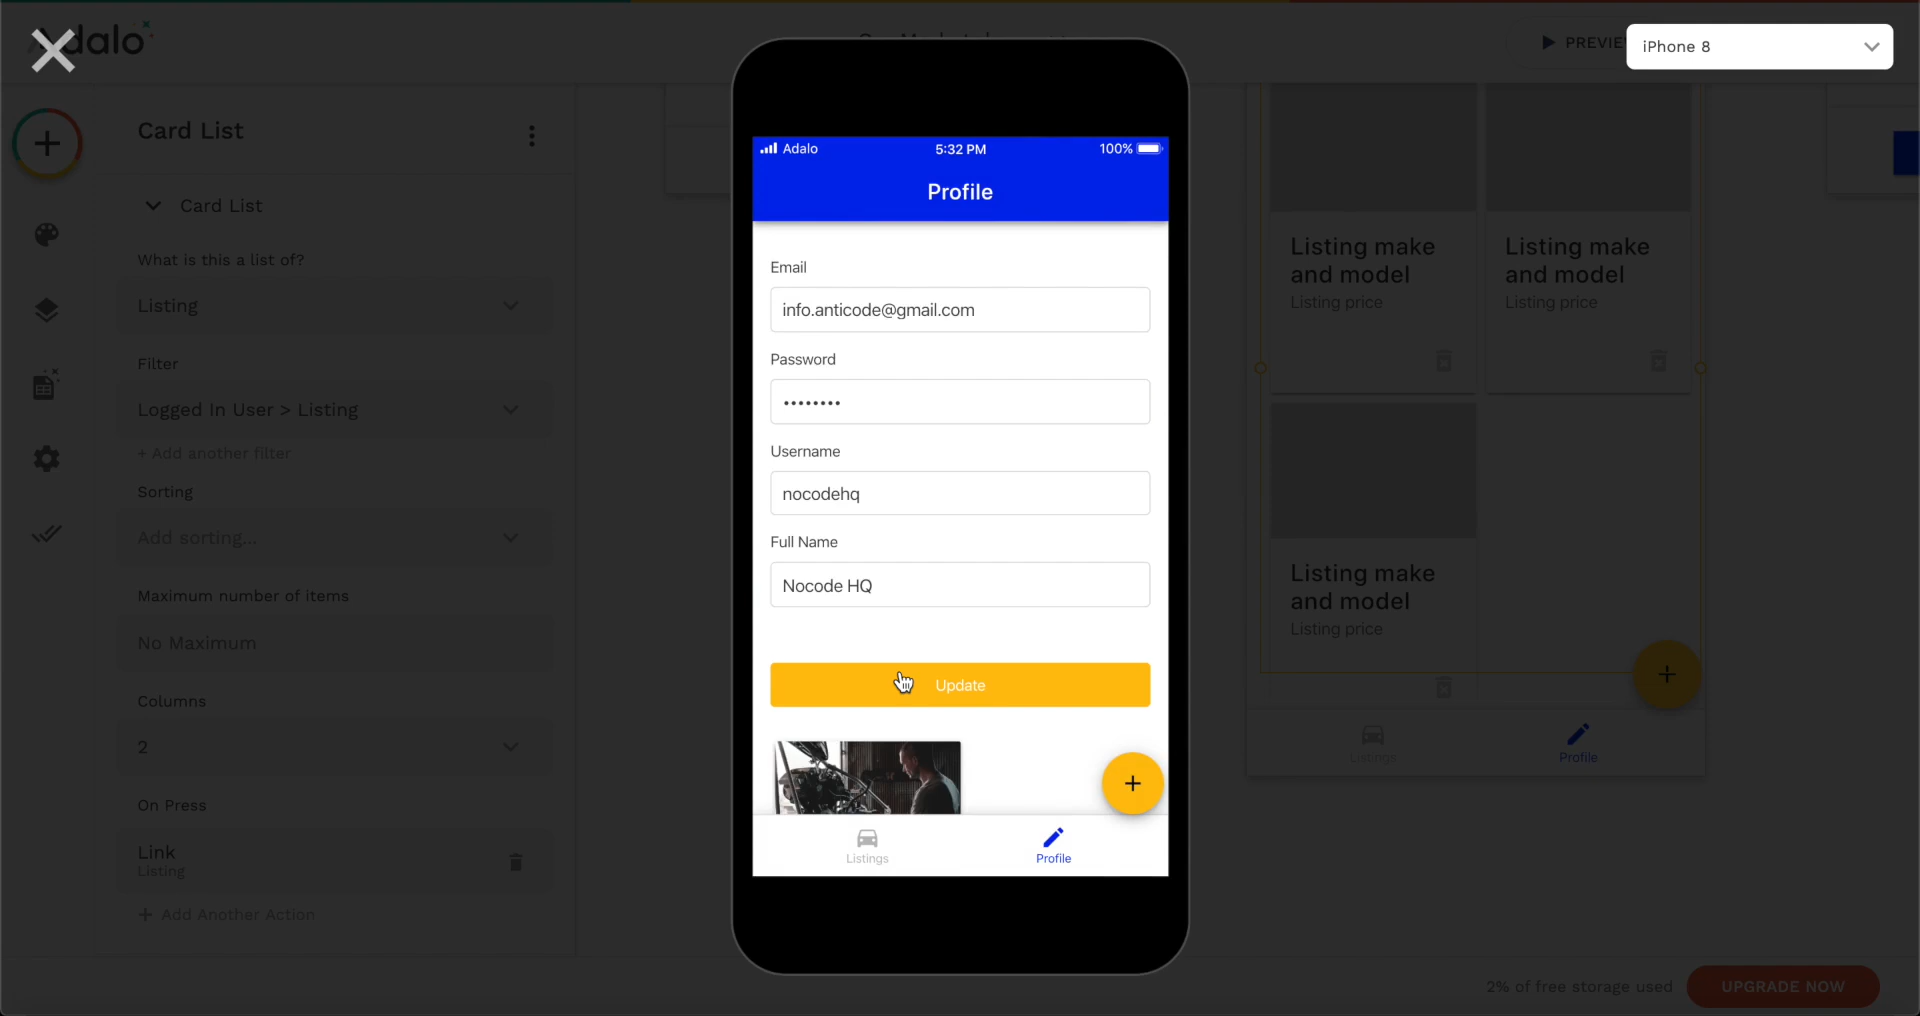 Adalo
PREVIE
iPhone 8
Card List
Card List
What is this a list of?
Listing
Filter
Logged In User > Listing
+ Add another filter
Sorting
Add sorting...
Maximum number of items
No Maximum
Columns
2
On Press
Link
Listing
+ Add Another Action
Adalo
5:32 PM
100%
Profile
Email
info.anticode@gmail.com
Password
••••••••
Username
nocodehq
Full Name
Nocode HQ
Update
+
Listings
Profile
Listing make
and model
Listing price
Listing make
and model
Listing price
Listing make
and model
Listing price
+
Listings
Profile
2% of free storage used
UPGRADE NOW